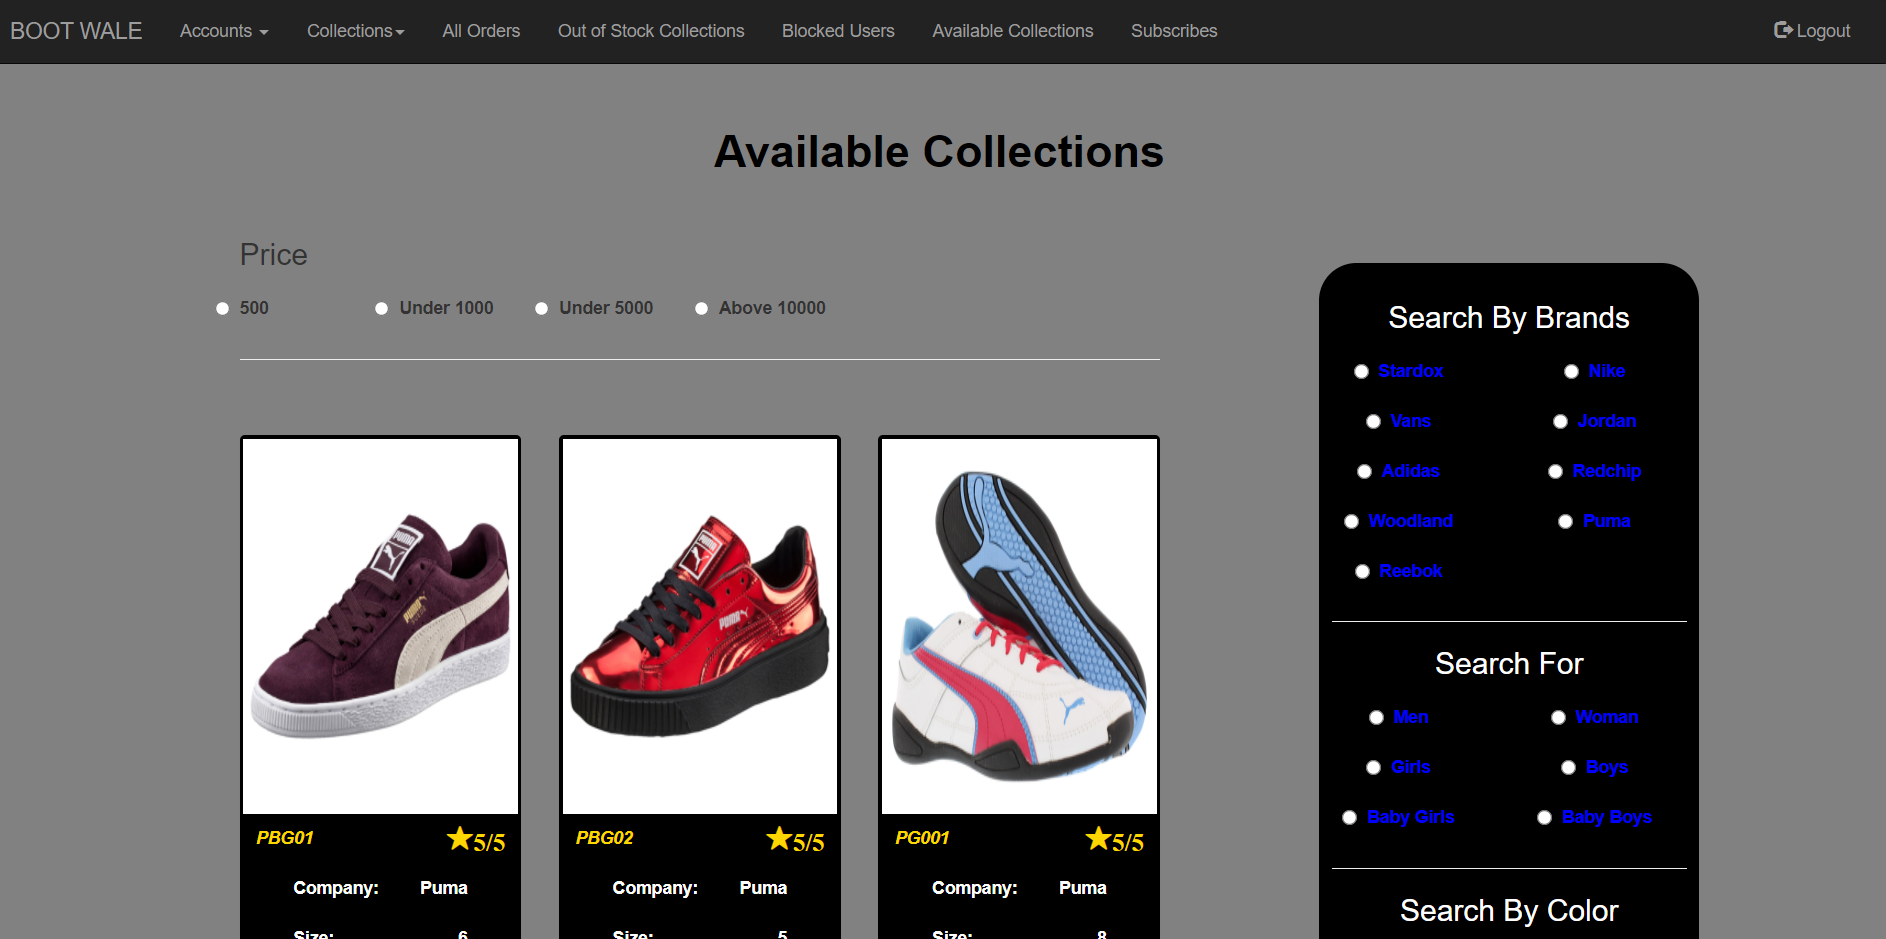 BOOT WALE Accounts Collections All Orders Out of Stock Collections Blocked Users Available Collections Subscribes Logout
Available Collections
Price
500 Under 1000 Under 5000 Above 10000
Search By Brands
Stardox Nike
Vans Jordan
Adidas Redchip
Woodland Puma
Reebok
Search For
Men Woman
Girls Boys
Baby Girls Baby Boys
Search By Color
PUMA
PUMA
PUMA
PBG01 ★5/5
Company: Puma
Size: 6
PBG02 ★5/5
Company: Puma
Size: 5
PG001 ★5/5
Company: Puma
Size: 8